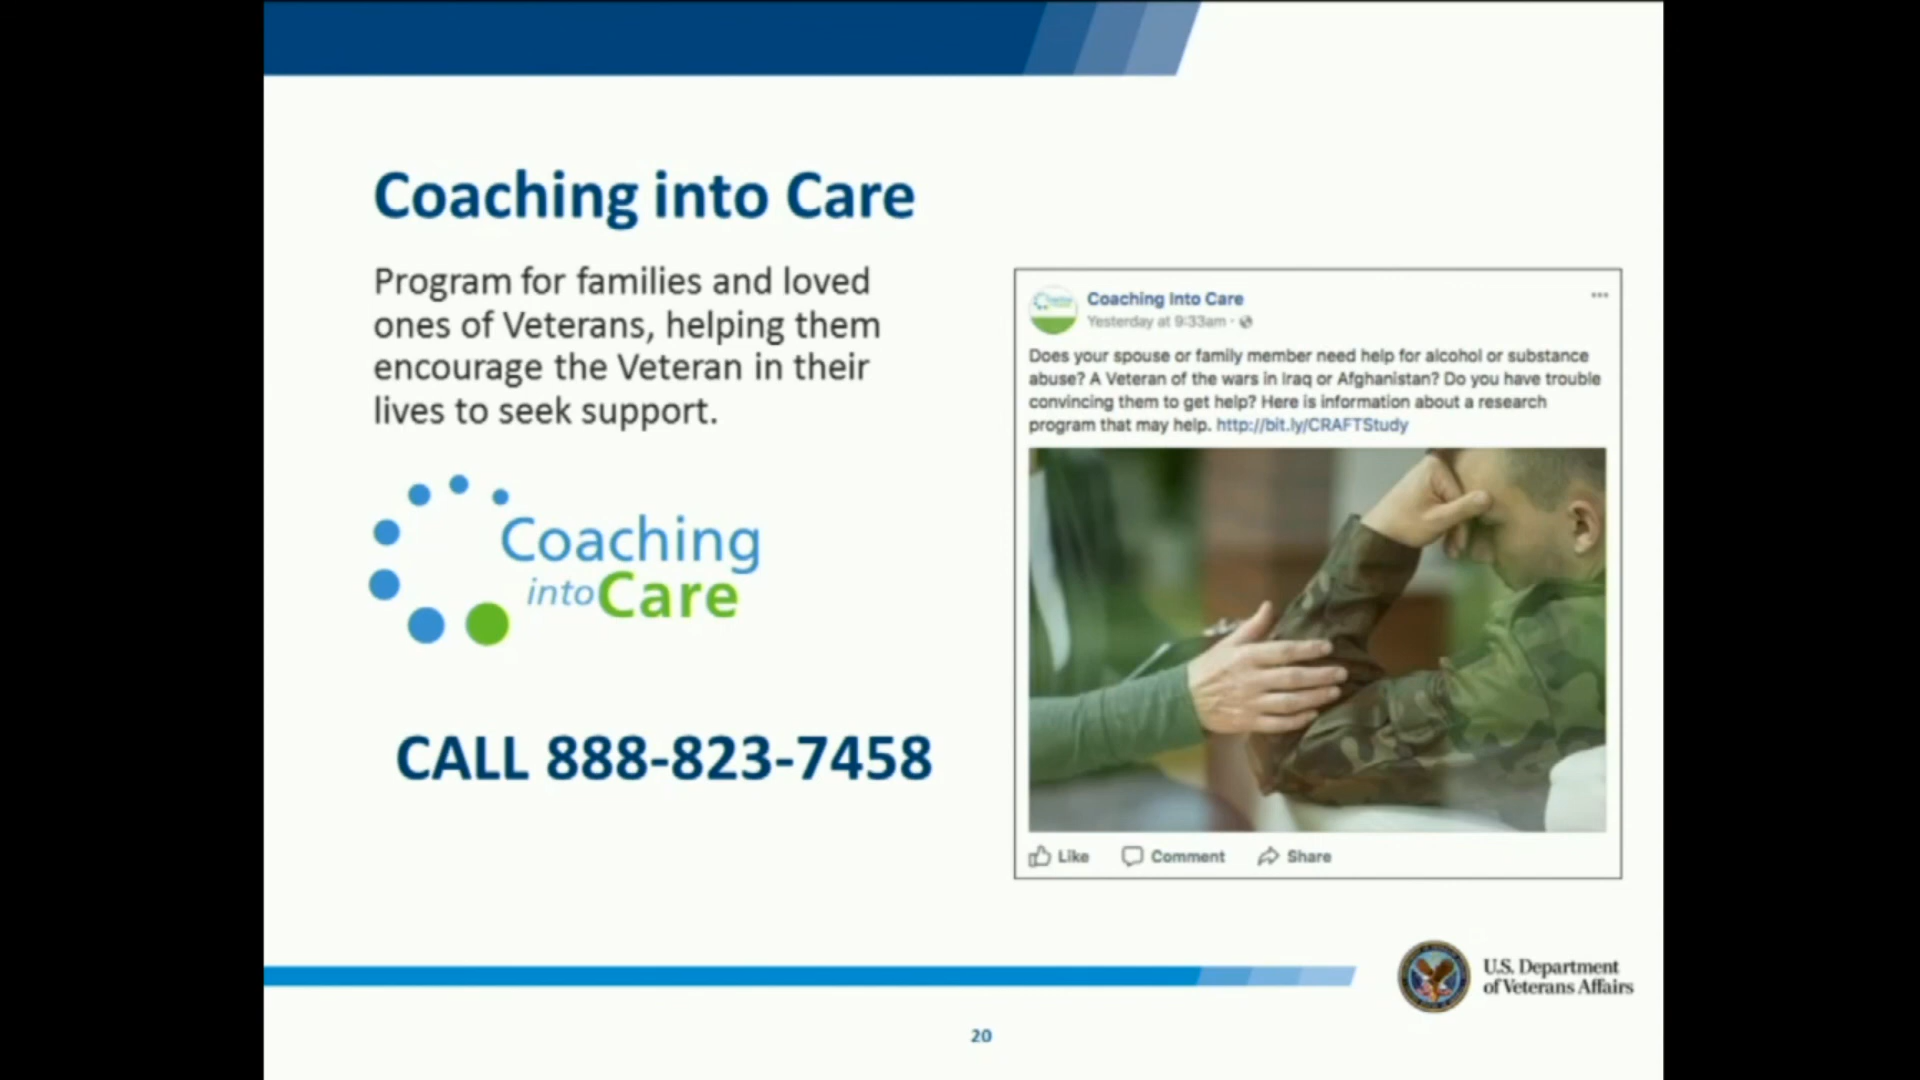 Coaching into Care
Program for families and loved
ones of Veterans, helping them
encourage the Veteran in their
lives to seek support.
Coaching
into Care
CALL 888-823-7458
Coaching Into Care
Yesterday at 9:33am ·
Does your spouse or family member need help for alcohol or substance
abuse? A Veteran of the wars in Iraq or Afghanistan? Do you have trouble
convincing them to get help? Here is information about a research
program that may help. http://bit.ly/CRAFTStudy
Like Comment Share
U.S. Department
of Veterans Affairs
20